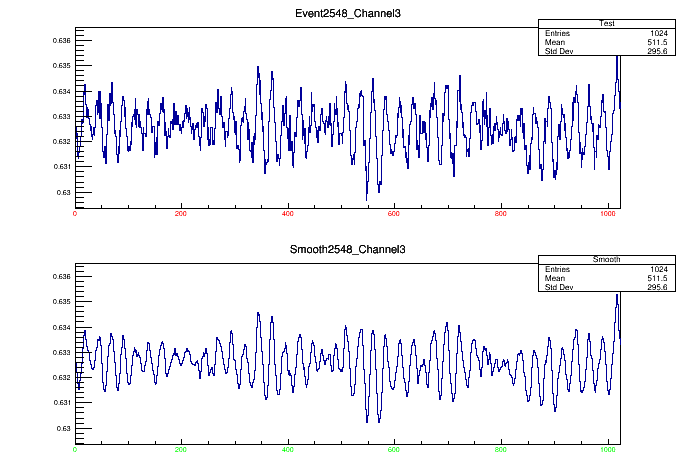 Event2548_Channel3
Test
Entries 1024
Mean 511.5
Std Dev 295.6
0.636
0.635
0.634
0.633
0.632
0.631
0.63
0 200 400 600 800 1000
Smooth2548_Channel3
Smooth
Entries 1024
Mean 511.5
Std Dev 295.6
0.636
0.635
0.634
0.633
0.632
0.631
0.63
0 200 400 600 800 1000